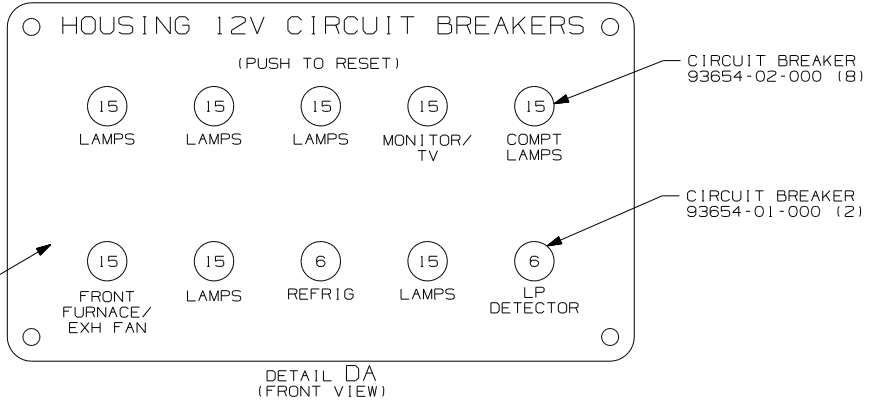 HOUSING 12V CIRCUIT BREAKERS
(PUSH TO RESET)
CIRCUIT BREAKER
93654-02-000 (8)
15 15 15 15 15
LAMPS LAMPS LAMPS MONITOR/
TV COMPT
LAMPS
CIRCUIT BREAKER
93654-01-000 (2)
15 15 6 15 6
FRONT
FURNACE/
EXH FAN
LAMPS REFRIG LAMPS LP
DETECTOR
DETAIL DA
(FRONT VIEW)